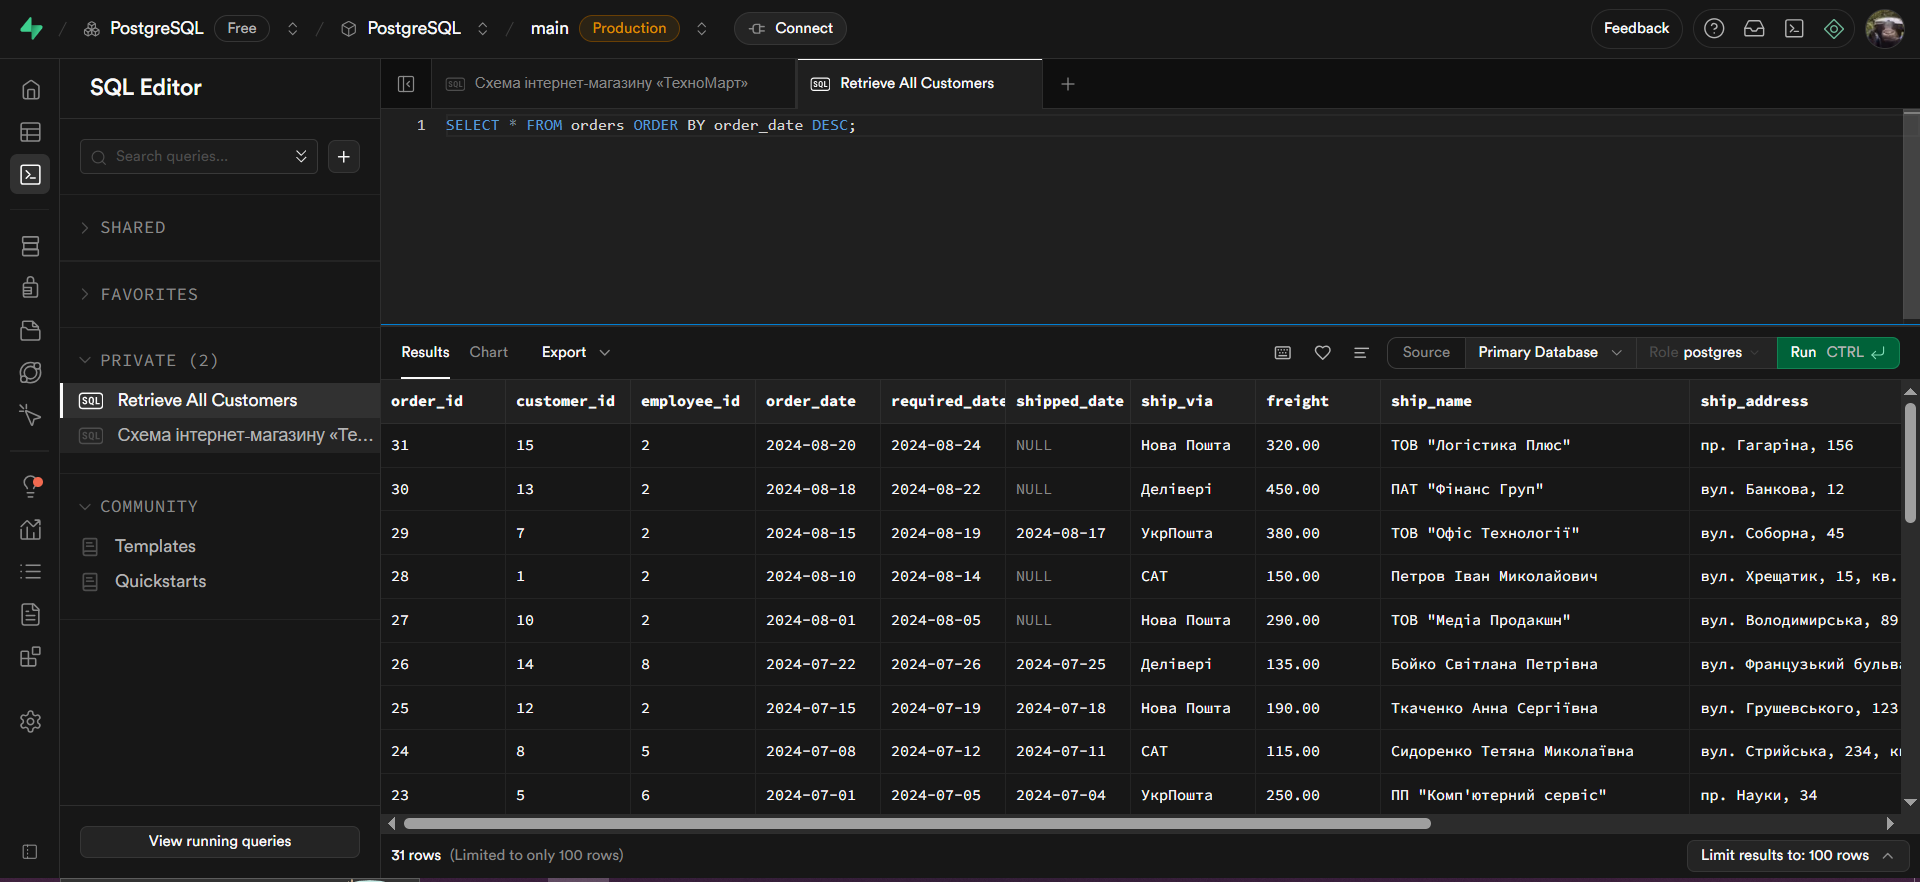 PostgreSQL Free PostgreSQL main Production Connect Feedback
SQL Editor
Search queries...
SHARED
FAVORITES
PRIVATE (2)
SQL Retrieve All Customers
SQL Схема інтернет-магазину «Те...
COMMUNITY
Templates
Quickstarts
View running queries
SQL Схема інтернет-магазину «ТехноМарт» SQL Retrieve All Customers
1 SELECT * FROM orders ORDER BY order_date DESC;
Results Chart Export Source Primary Database Role postgres Run CTRL
order_id customer_id employee_id order_date required_date shipped_date ship_via freight ship_name ship_address
31 15 2 2024-08-20 2024-08-24 NULL Нова Пошта 320.00 ТОВ "Логістика Плюс" пр. Гагаріна, 156
30 13 2 2024-08-18 2024-08-22 NULL Делівері 450.00 ПАТ "Фінанс Груп" вул. Банкова, 12
29 7 2 2024-08-15 2024-08-19 2024-08-17 УкрПошта 380.00 ТОВ "Офіс Технології" вул. Соборна, 45
28 1 2 2024-08-10 2024-08-14 NULL САТ 150.00 Петров Іван Миколайович вул. Хрещатик, 15, кв.
27 10 2 2024-08-01 2024-08-05 NULL Нова Пошта 290.00 ТОВ "Медіа Продакшн" вул. Володимирська, 89
26 14 8 2024-07-22 2024-07-26 2024-07-25 Делівері 135.00 Бойко Світлана Петрівна вул. Французький бульва
25 12 2 2024-07-15 2024-07-19 2024-07-18 Нова Пошта 190.00 Ткаченко Анна Сергіївна вул. Грушевського, 123
24 8 5 2024-07-08 2024-07-12 2024-07-11 САТ 115.00 Сидоренко Тетяна Миколаївна вул. Стрийська, 234, к
23 5 6 2024-07-01 2024-07-05 2024-07-04 УкрПошта 250.00 ПП "Комп'ютерний сервіс" пр. Науки, 34
31 rows (Limited to only 100 rows) Limit results to: 100 rows